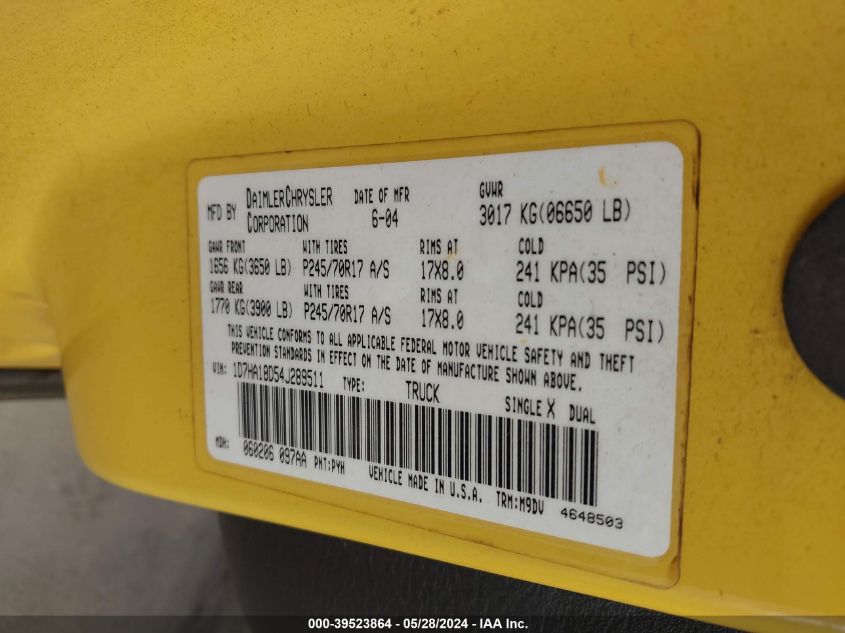 MFD BY DAIMLERCHRYSLER CORPORATION DATE OF MFR 6-04 GVWR 3017 KG(06650 LB)
GAWR FRONT WITH TIRES RIMS AT COLD
1656 KG(3650 LB) P245/70R17 A/S 17X8.0 241 KPA(35 PSI)
GAWR REAR WITH TIRES RIMS AT COLD
1770 KG(3900 LB) P245/70R17 A/S 17X8.0 241 KPA(35 PSI)
THIS VEHICLE CONFORMS TO ALL APPLICABLE FEDERAL MOTOR VEHICLE SAFETY AND THEFT
PREVENTION STANDARDS IN EFFECT ON THE DATE OF MANUFACTURE SHOWN ABOVE.
VIN: 1D7HA18D54J289511 TYPE: TRUCK SINGLE X DUAL
MDH: 060206 097AA PNT:PYH VEHICLE MADE IN U.S.A. TRM:M9DV 4648503
000-39523864 / 05/28/2024 - IAA Inc.